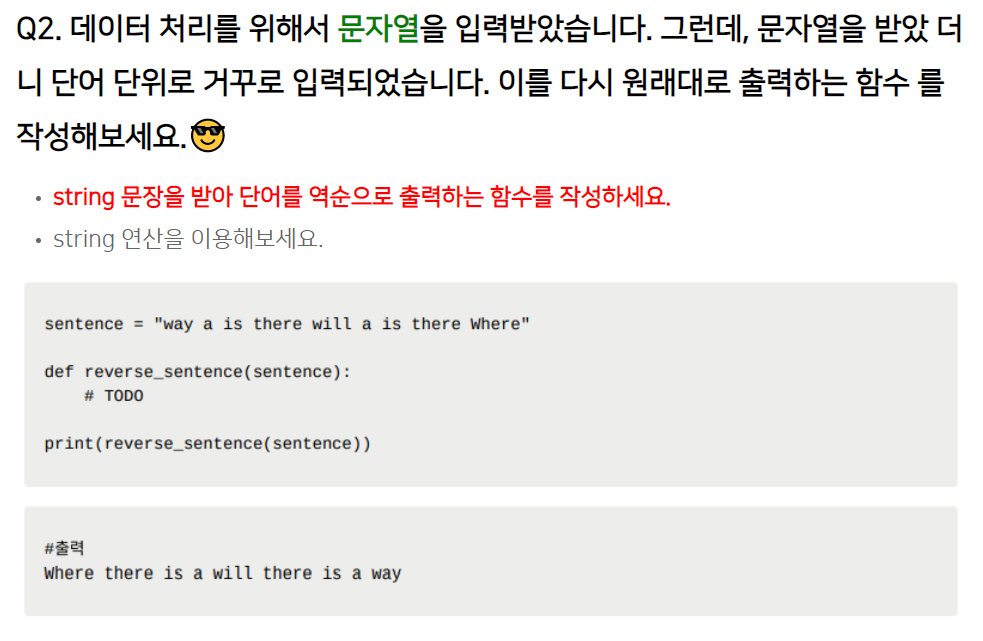 Q2. 데이터 처리를 위해서 문자열을 입력받았습니다. 그런데, 문자열을 받았 더
니 단어 단위로 거꾸로 입력되었습니다. 이를 다시 원래대로 출력하는 함수 를
작성해보세요.😎
• string 문장을 받아 단어를 역순으로 출력하는 함수를 작성하세요.
• string 연산을 이용해보세요.
sentence = "way a is there will a is there Where"
def reverse_sentence(sentence):
    # TODO
print(reverse_sentence(sentence))
#출력
Where there is a will there is a way